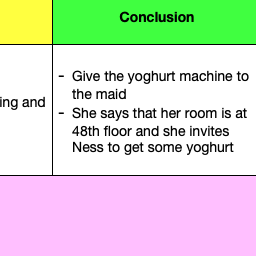 Conclusion
ing and
- Give the yoghurt machine to
the maid
- She says that her room is at
48th floor and she invites
Ness to get some yoghurt